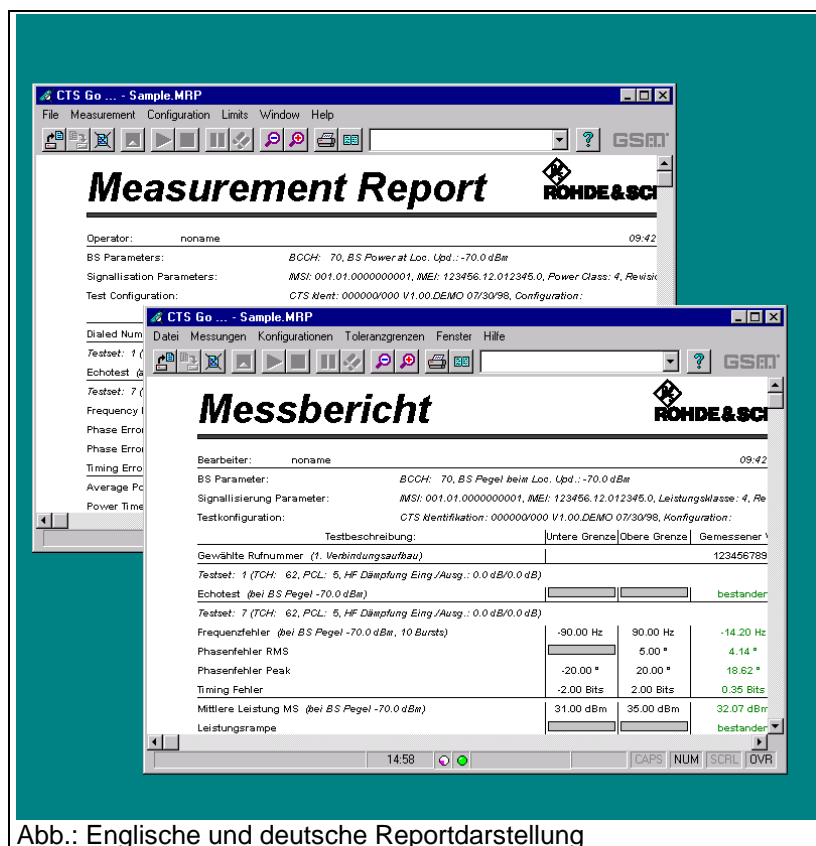 CTS Go ... - Sample.MRP
File Measurement Configuration Limits Window Help
GSM
Measurement Report
ROHDE & SC
Operator: noname 09:42
BS Parameters: BCCH: 70, BS Power at Loc. Upd.: -70.0 dBm
Signallisation Parameters: IMSI: 001.01.0000000001, IMEI: 123456.12.012345.0, Power Class: 4, Revisi
Test Configuration: CTS Ident: 000000/000 V1.00.DEMO 07/30/98, Configuration:
Dialed Num
Testset: 1 (
Echotest (
Testset: 7 (
Frequency
Phase Erro
Phase Erro
Timing Erro
Average Po
Power Time
CTS Go ... - Sample.MRP
Datei Messungen Konfigurationen Toleranzgrenzen Fenster Hilfe
GSM
Messbericht
ROHDE & SC
Bearbeiter: noname 09:42
BS Parameter: BCCH: 70, BS Pegel beim Loc. Upd.: -70.0 dBm
Signallisierung Parameter: IMSI: 001.01.0000000001, IMEI: 123456.12.012345.0, Leistungsklasse: 4, Re
Testkonfiguration: CTS Identifikation: 000000/000 V1.00.DEMO 07/30/98, Konfiguration:
Testbeschreibung: Untere Grenze Obere Grenze Gemessener
Gewählte Rufnummer (1. Verbindungsaufbau) 123456789
Testset: 1 (TCH: 62, PCL: 5, HF Dämpfung Eing./Ausg.: 0.0 dB/0.0 dB)
Echotest (bei BS Pegel -70.0 dBm) bestanden
Testset: 7 (TCH: 62, PCL: 5, HF Dämpfung Eing./Ausg.: 0.0 dB/0.0 dB)
Frequenzfehler (bei BS Pegel -70.0 dBm, 10 Bursts) -90.00 Hz 90.00 Hz -14.20 Hz
Phasenfehler RMS 5.00 ° 4.14 °
Phasenfehler Peak -20.00 ° 20.00 ° 18.62 °
Timing Fehler -2.00 Bits 2.00 Bits 0.35 Bits
Mittlere Leistung MS (bei BS Pegel -70.0 dBm) 31.00 dBm 35.00 dBm 32.07 dBm
Leistungsrampe bestanden
14:58 CAPS NUM SCRL OVR
Abb.: Englische und deutsche Reportdarstellung